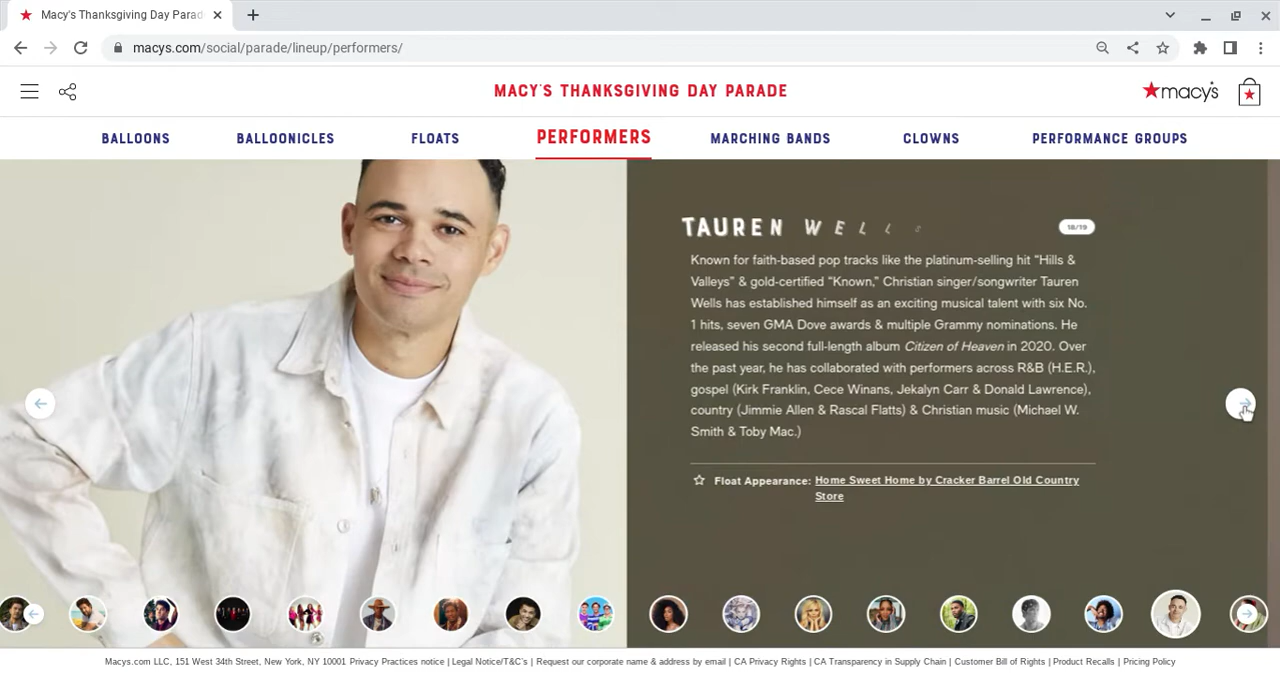 Macy's Thanksgiving Day Parad
macys.com/social/parade/lineup/performers/
MACY'S THANKSGIVING DAY PARADE
★macy's
BALLOONS BALLOONICLES FLOATS PERFORMERS MARCHING BANDS CLOWNS PERFORMANCE GROUPS
TAUREN WELLS 18/19
Known for faith-based pop tracks like the platinum-selling hit "Hills &
Valleys" & gold-certified "Known," Christian singer/songwriter Tauren
Wells has established himself as an exciting musical talent with six No.
1 hits, seven GMA Dove awards & multiple Grammy nominations. He
released his second full-length album Citizen of Heaven in 2020. Over
the past year, he has collaborated with performers across R&B (H.E.R.),
gospel (Kirk Franklin, Cece Winans, Jekalyn Carr & Donald Lawrence),
country (Jimmie Allen & Rascal Flatts) & Christian music (Michael W.
Smith & Toby Mac.)
Float Appearance: Home Sweet Home by Cracker Barrel Old Country
Store
Macys.com LLC, 151 West 34th Street, New York, NY 10001 Privacy Practices notice | Legal Notice/T&C's | Request our corporate name & address by email | CA Privacy Rights | CA Transparency in Supply Chain | Customer Bill of Rights | Product Recalls | Pricing Policy